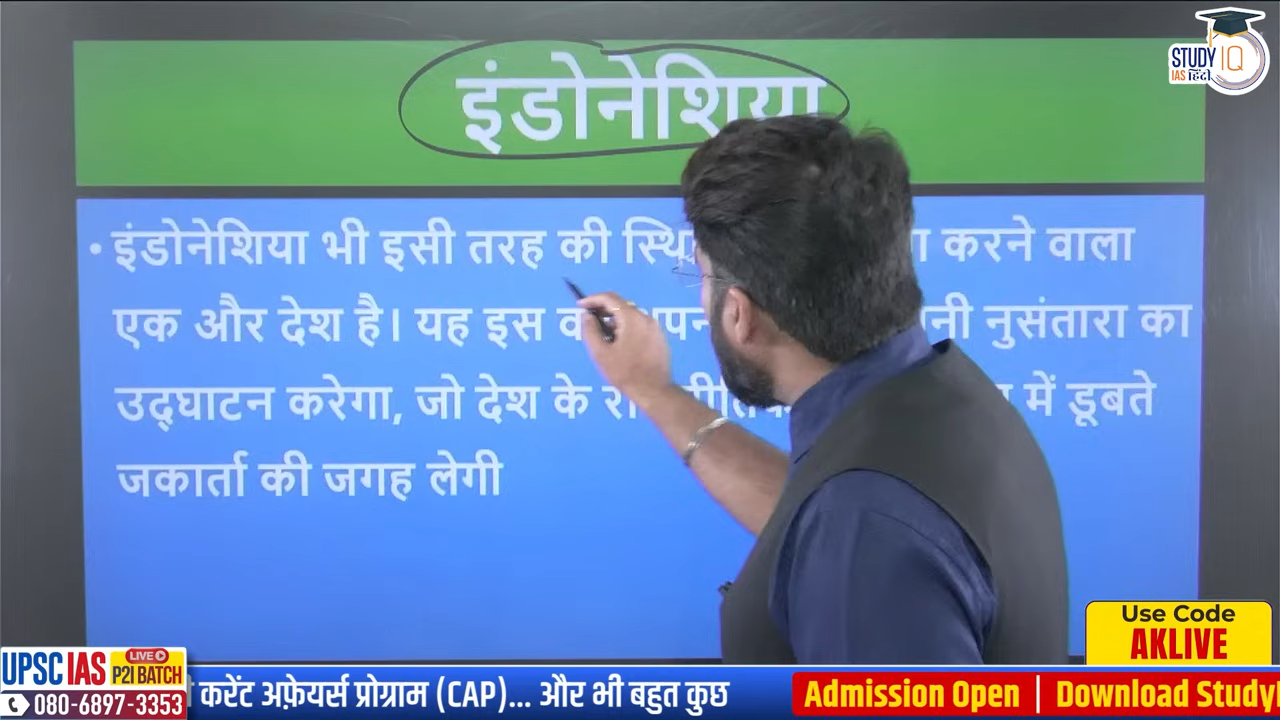 STUDY IQ
IAS हिंदी
इंडोनेशिया
• इंडोनेशिया भी इसी तरह की करने वाला
एक और देश है। यह इस नुसंतारा का
उद्घाटन करेगा, जो देश के में डूबते
जकार्ता की जगह लेगी
Use Code
AKLIVE
UPSC IAS
LIVE
P2I BATCH
080-6897-3353
करेंट अफ़ेयर्स प्रोग्राम (CAP)... और भी बहुत कुछ
Admission Open | Download Study